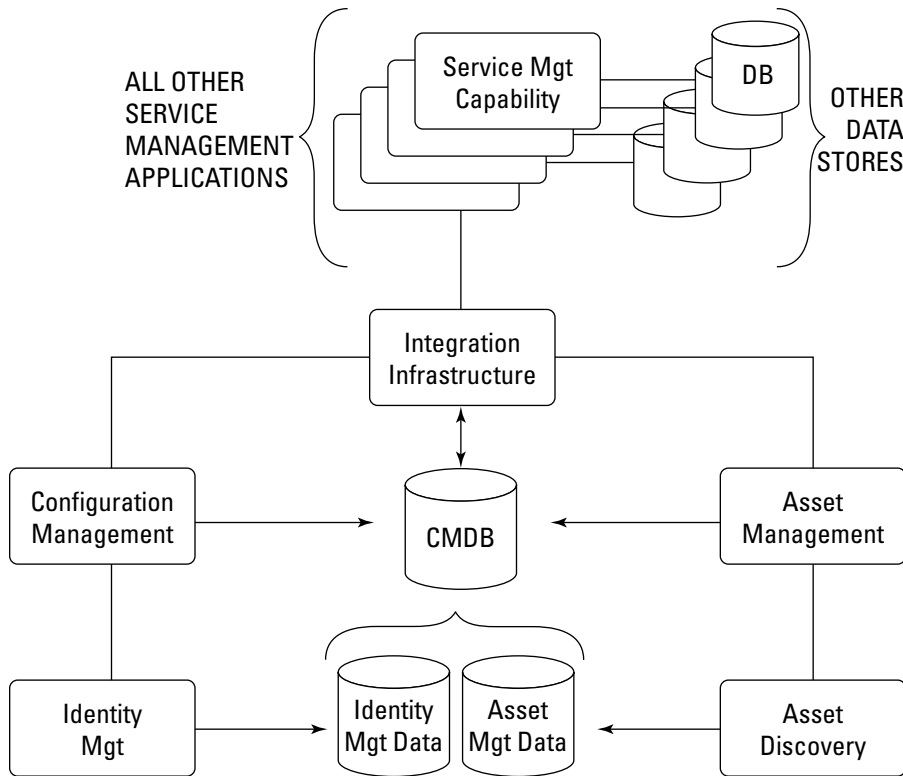 ALL OTHER
SERVICE
MANAGEMENT
APPLICATIONS
Service Mgt
Capability
DB
OTHER
DATA
STORES
Integration
Infrastructure
Configuration
Management
CMDB
Asset
Management
Identity
Mgt
Identity
Mgt Data
Asset
Mgt Data
Asset
Discovery